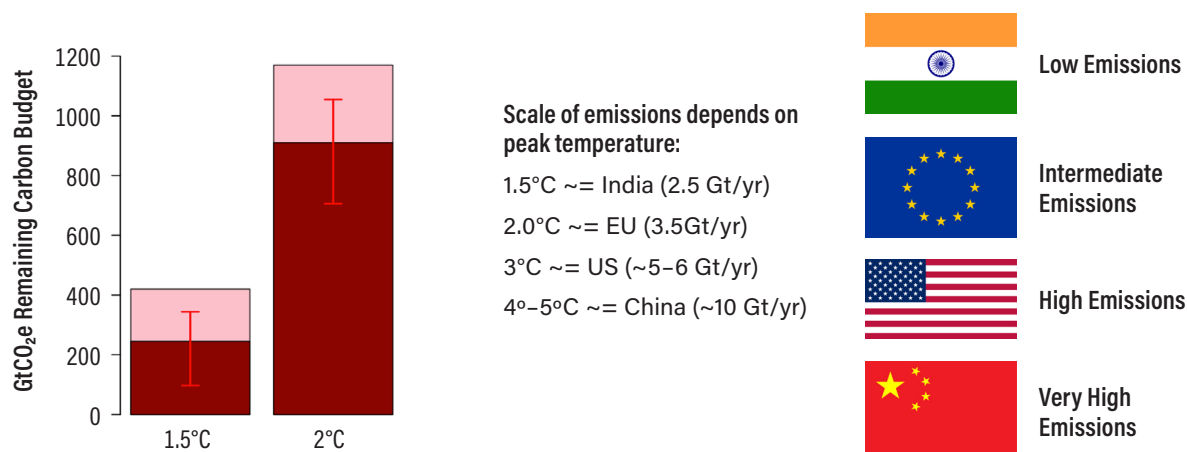 GtCO₂e Remaining Carbon Budget
1200
1000
800
600
400
200
0
1.5°C
2°C
Scale of emissions depends on
peak temperature:
1.5°C ~= India (2.5 Gt/yr)
2.0°C ~= EU (3.5Gt/yr)
3°C ~= US (~5–6 Gt/yr)
4º–5ºC ~= China (~10 Gt/yr)
Low Emissions
Intermediate
Emissions
High Emissions
Very High
Emissions